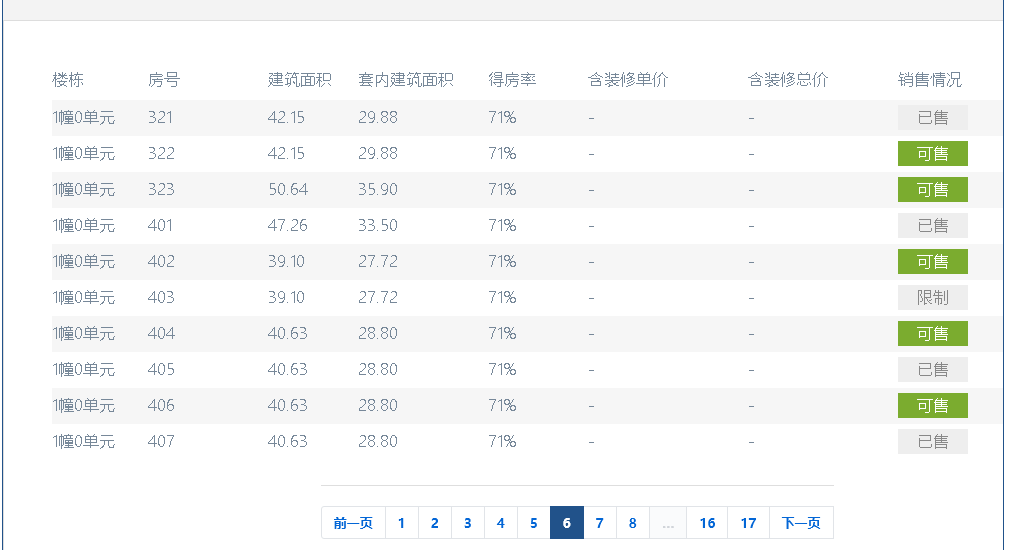 楼栋 房号 建筑面积 套内建筑面积 得房率 含装修单价 含装修总价 销售情况
1幢0单元 321 42.15 29.88 71% - - 已售
1幢0单元 322 42.15 29.88 71% - - 可售
1幢0单元 323 50.64 35.90 71% - - 可售
1幢0单元 401 47.26 33.50 71% - - 已售
1幢0单元 402 39.10 27.72 71% - - 可售
1幢0单元 403 39.10 27.72 71% - - 限制
1幢0单元 404 40.63 28.80 71% - - 可售
1幢0单元 405 40.63 28.80 71% - - 已售
1幢0单元 406 40.63 28.80 71% - - 可售
1幢0单元 407 40.63 28.80 71% - - 已售
前一页 1 2 3 4 5 6 7 8 ... 16 17 下一页